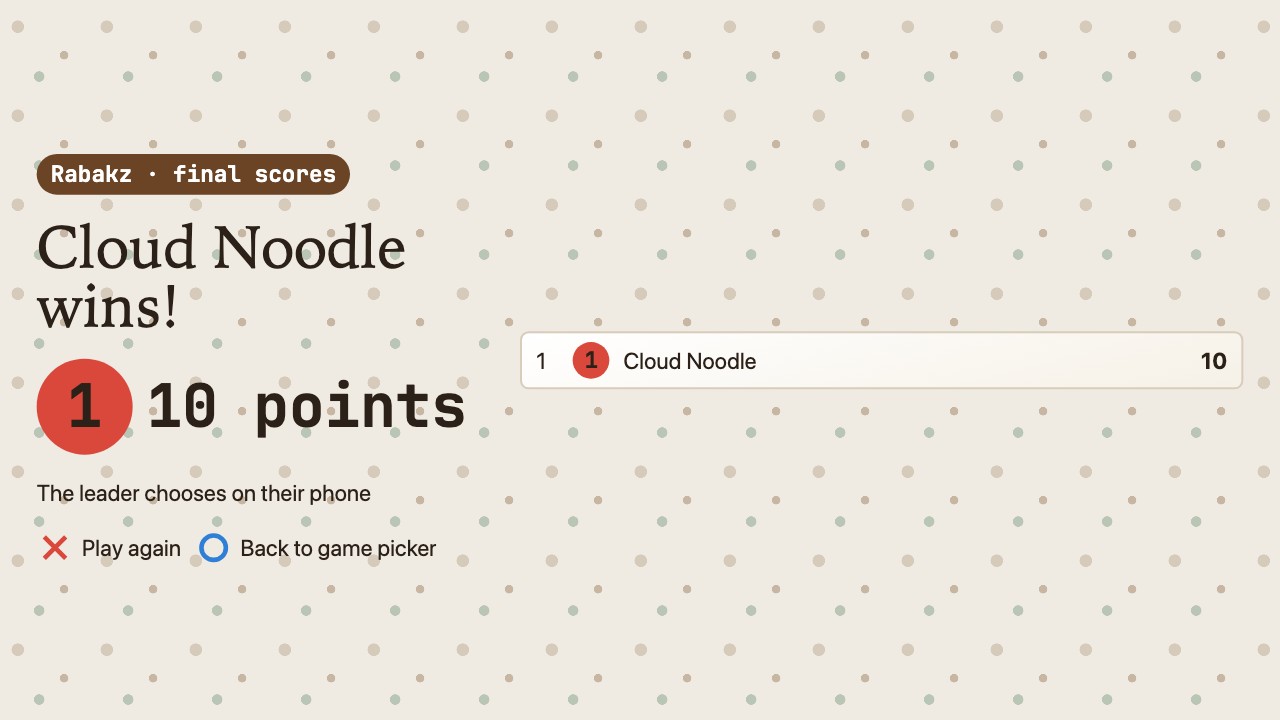 Rabakz · final scores
Cloud Noodle
wins!
1 10 points
The leader chooses on their phone
Play again Back to game picker
1 1 Cloud Noodle 10